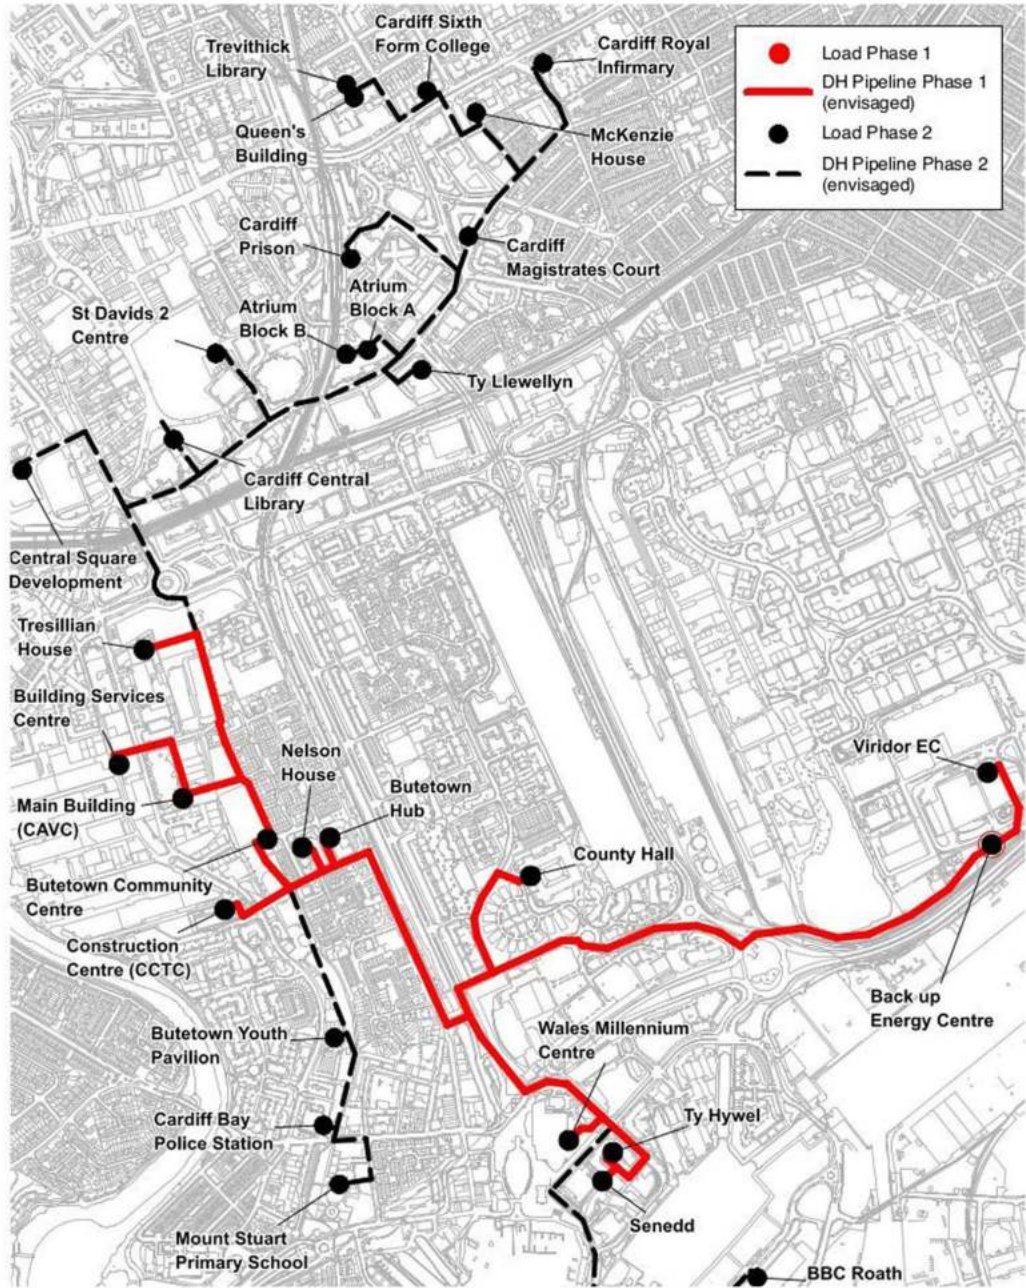 Cardiff Sixth
Form College
Trevithick
Library
Cardiff Royal
Infirmary
Load Phase 1
DH Pipeline Phase 1
(envisaged)
Load Phase 2
DH Pipeline Phase 2
(envisaged)
Queen's
Building
McKenzie
House
Cardiff
Prison
Cardiff
Magistrates Court
Atrium
Block A
Atrium
Block B
St Davids 2
Centre
Ty Llewellyn
Cardiff Central
Library
Central Square
Development
Tresillian
House
Building Services
Centre
Nelson
House
Butetown
Hub
Viridor EC
Main Building
(CAVC)
County Hall
Butetown Community
Centre
Construction
Centre (CCTC)
Back up
Energy Centre
Butetown Youth
Pavilion
Wales Millennium
Centre
Cardiff Bay
Police Station
Ty Hywel
Mount Stuart
Primary School
Senedd
BBC Roath